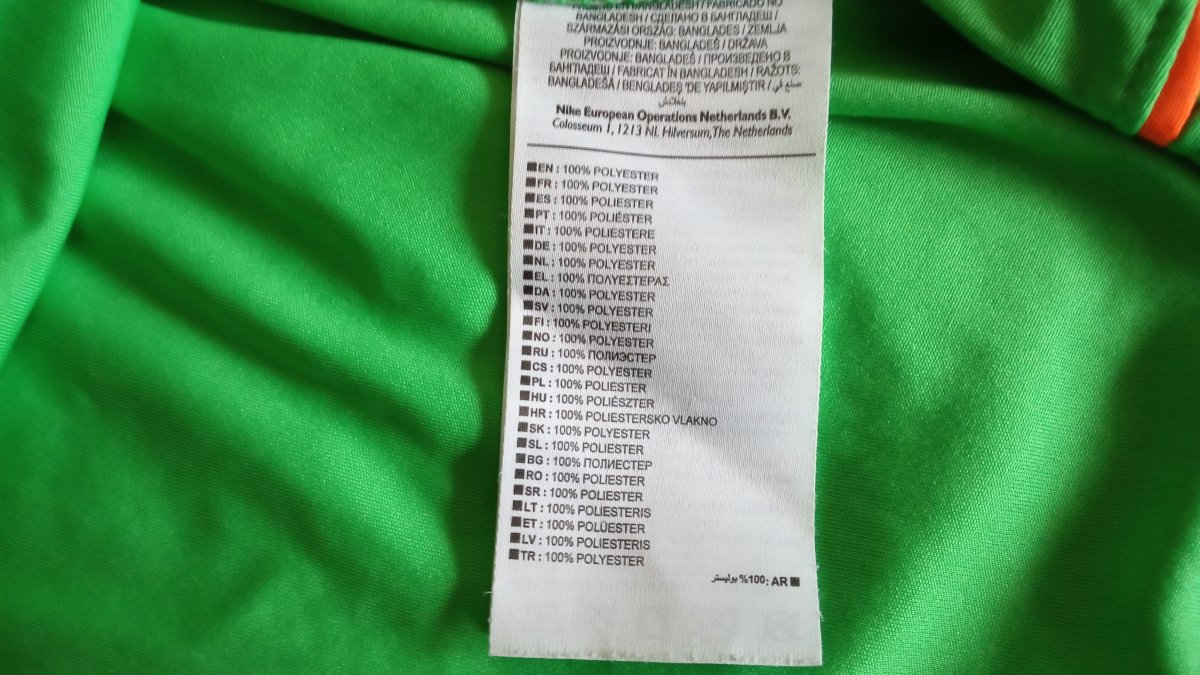 BANGLADESH / СДЕЛАНО В БАНГЛАДЕШ /
SZÁRMAZÁSI ORSZÁG: BANGLADES / ZEMLJA
PROIZVODNJE: BANGLADEŠ / DRŽAVA
PROIZVODNJE: BANGLADEŠ / ПРОИЗВЕДЕНО В
БАНГЛАДЕШ / FABRICAT ÎN BANGLADESH / RAŽOTS:
BANGLADEŠĀ / BENGLADEŞ 'DE YAPILMIŞTIR / صنع في
بنغلادش
Nike European Operations Netherlands B.V.
Colosseum 1, 1213 NL Hilversum, The Netherlands
EN : 100% POLYESTER
FR : 100% POLYESTER
ES : 100% POLIESTER
PT : 100% POLIÉSTER
IT : 100% POLIESTERE
DE : 100% POLYESTER
NL : 100% POLYESTER
EL : 100% ΠΟΛΥΕΣΤΕΡΑΣ
DA : 100% POLYESTER
SV : 100% POLYESTER
FI : 100% POLYESTERI
NO : 100% POLYESTER
RU : 100% ПОЛИЭСТЕР
CS : 100% POLYESTER
PL : 100% POLIESTER
HU : 100% POLIÉSZTER
HR : 100% POLIESTERSKO VLAKNO
SK : 100% POLYESTER
SL : 100% POLIESTER
BG : 100% ПОЛИЕСТЕР
RO : 100% POLIESTER
SR : 100% POLIESTER
LT : 100% POLIESTERIS
ET : 100% POLÜESTER
LV : 100% POLIESTERIS
TR : 100% POLYESTER
AR : 100% بوليستر